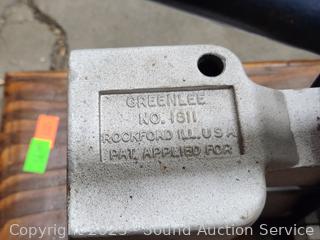 GREENLEE
NO. 1811
ROCKFORD ILL. U S A
PAT. APPLIED FOR
Copyright ©2023 - Sound Auction Service